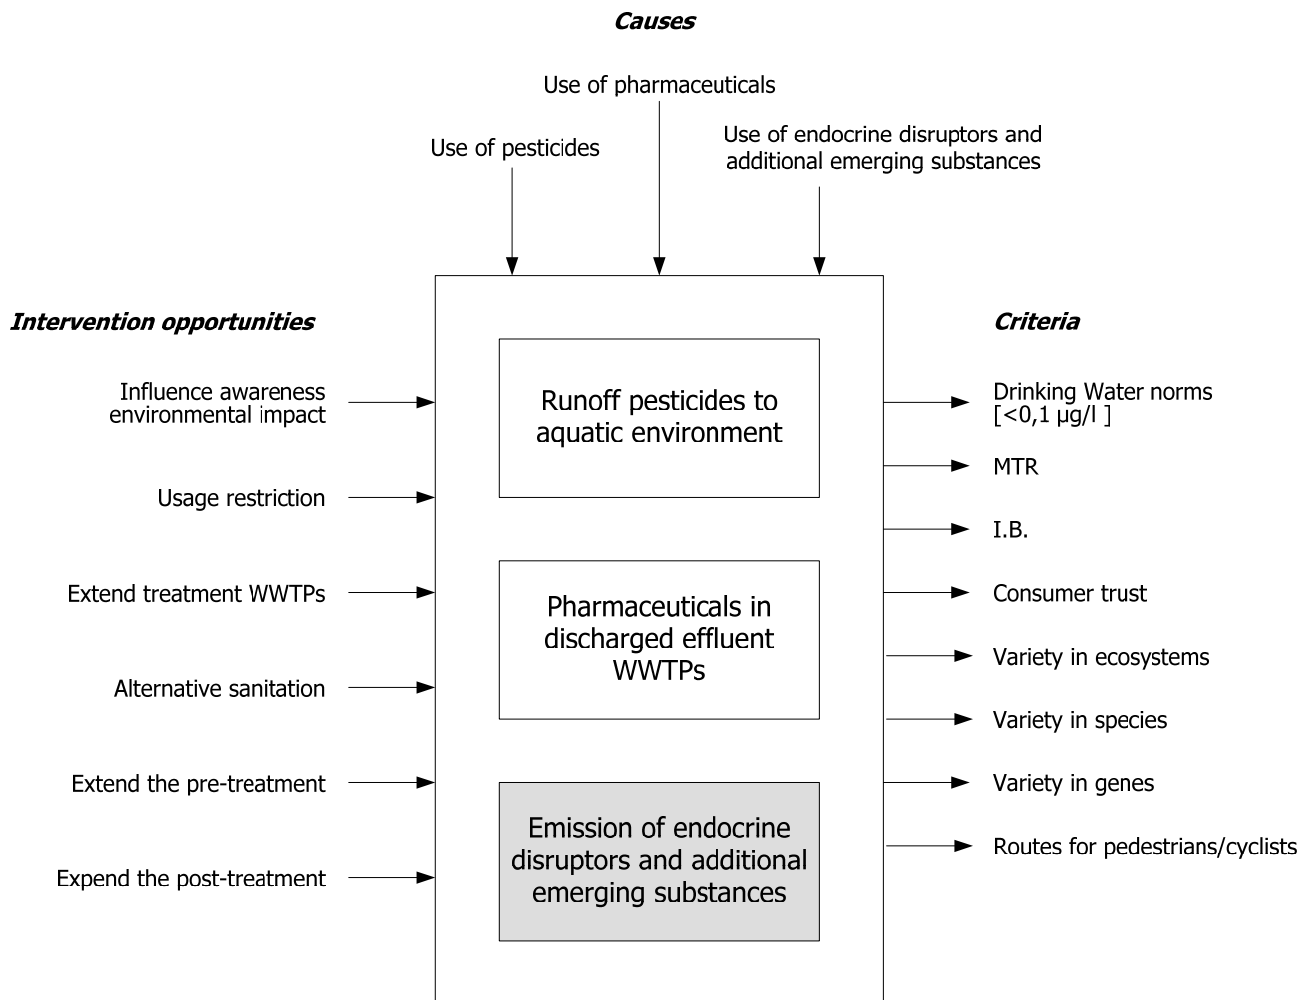 Causes
Use of pharmaceuticals
Use of pesticides
Use of endocrine disruptors and
additional emerging substances
Intervention opportunities
Influence awareness
environmental impact
Usage restriction
Extend treatment WWTPs
Alternative sanitation
Extend the pre-treatment
Expend the post-treatment
Runoff pesticides to
aquatic environment
Pharmaceuticals in
discharged effluent
WWTPs
Emission of endocrine
disruptors and additional
emerging substances
Criteria
Drinking Water norms
[<0,1 µg/l ]
MTR
I.B.
Consumer trust
Variety in ecosystems
Variety in species
Variety in genes
Routes for pedestrians/cyclists